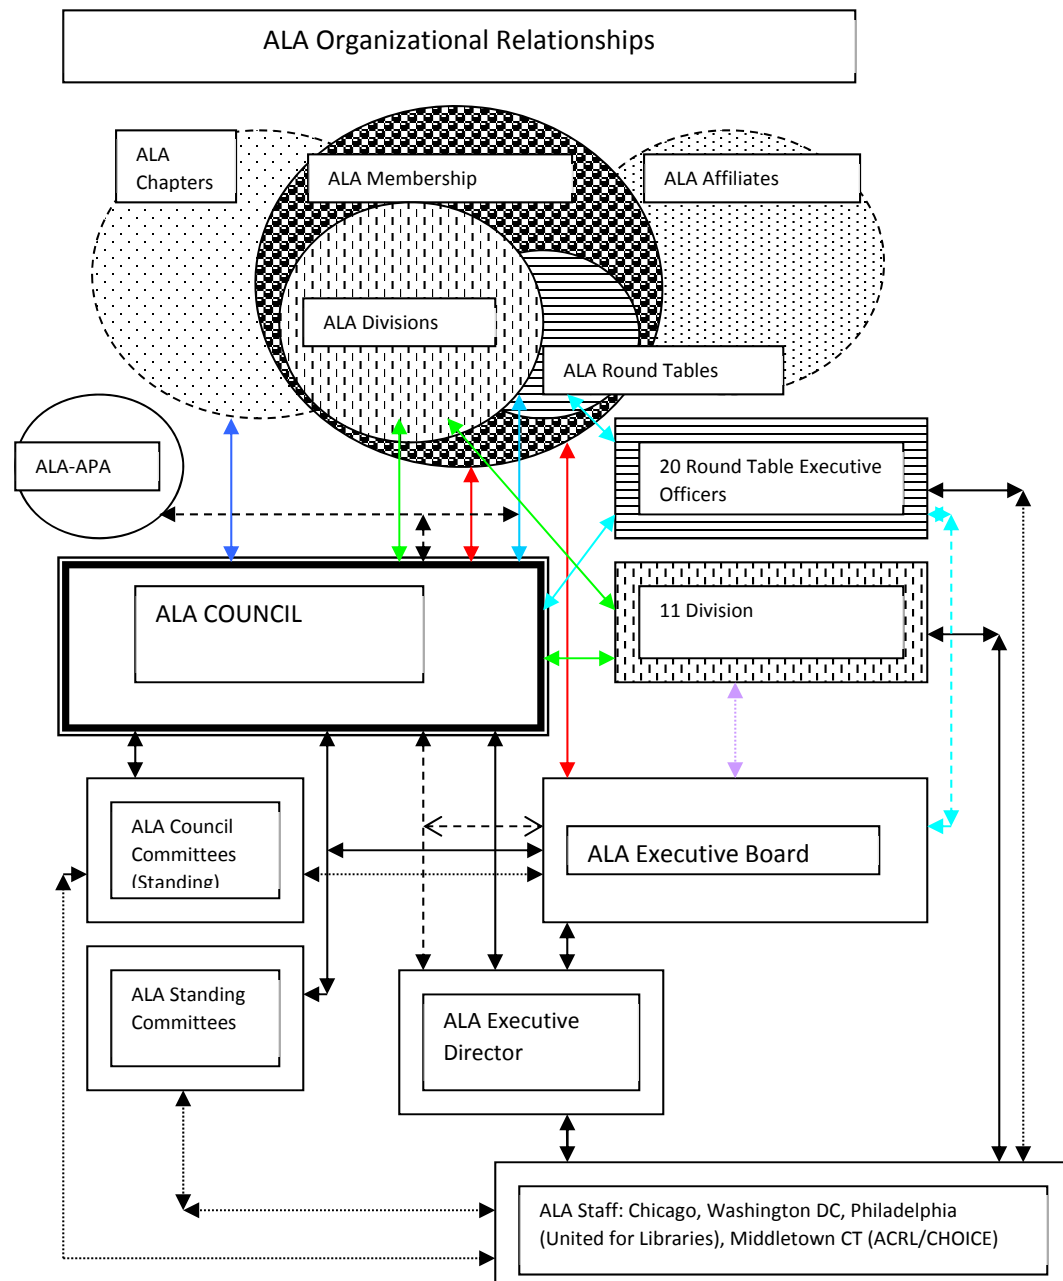 ALA Organizational Relationships
ALA
Chapters
ALA Membership
ALA Affiliates
ALA Divisions
ALA Round Tables
ALA-APA
20 Round Table Executive
Officers
ALA COUNCIL
11 Division
ALA Council
Committees
(Standing)
ALA Executive Board
ALA Standing
Committees
ALA Executive
Director
ALA Staff: Chicago, Washington DC, Philadelphia
(United for Libraries), Middletown CT (ACRL/CHOICE)